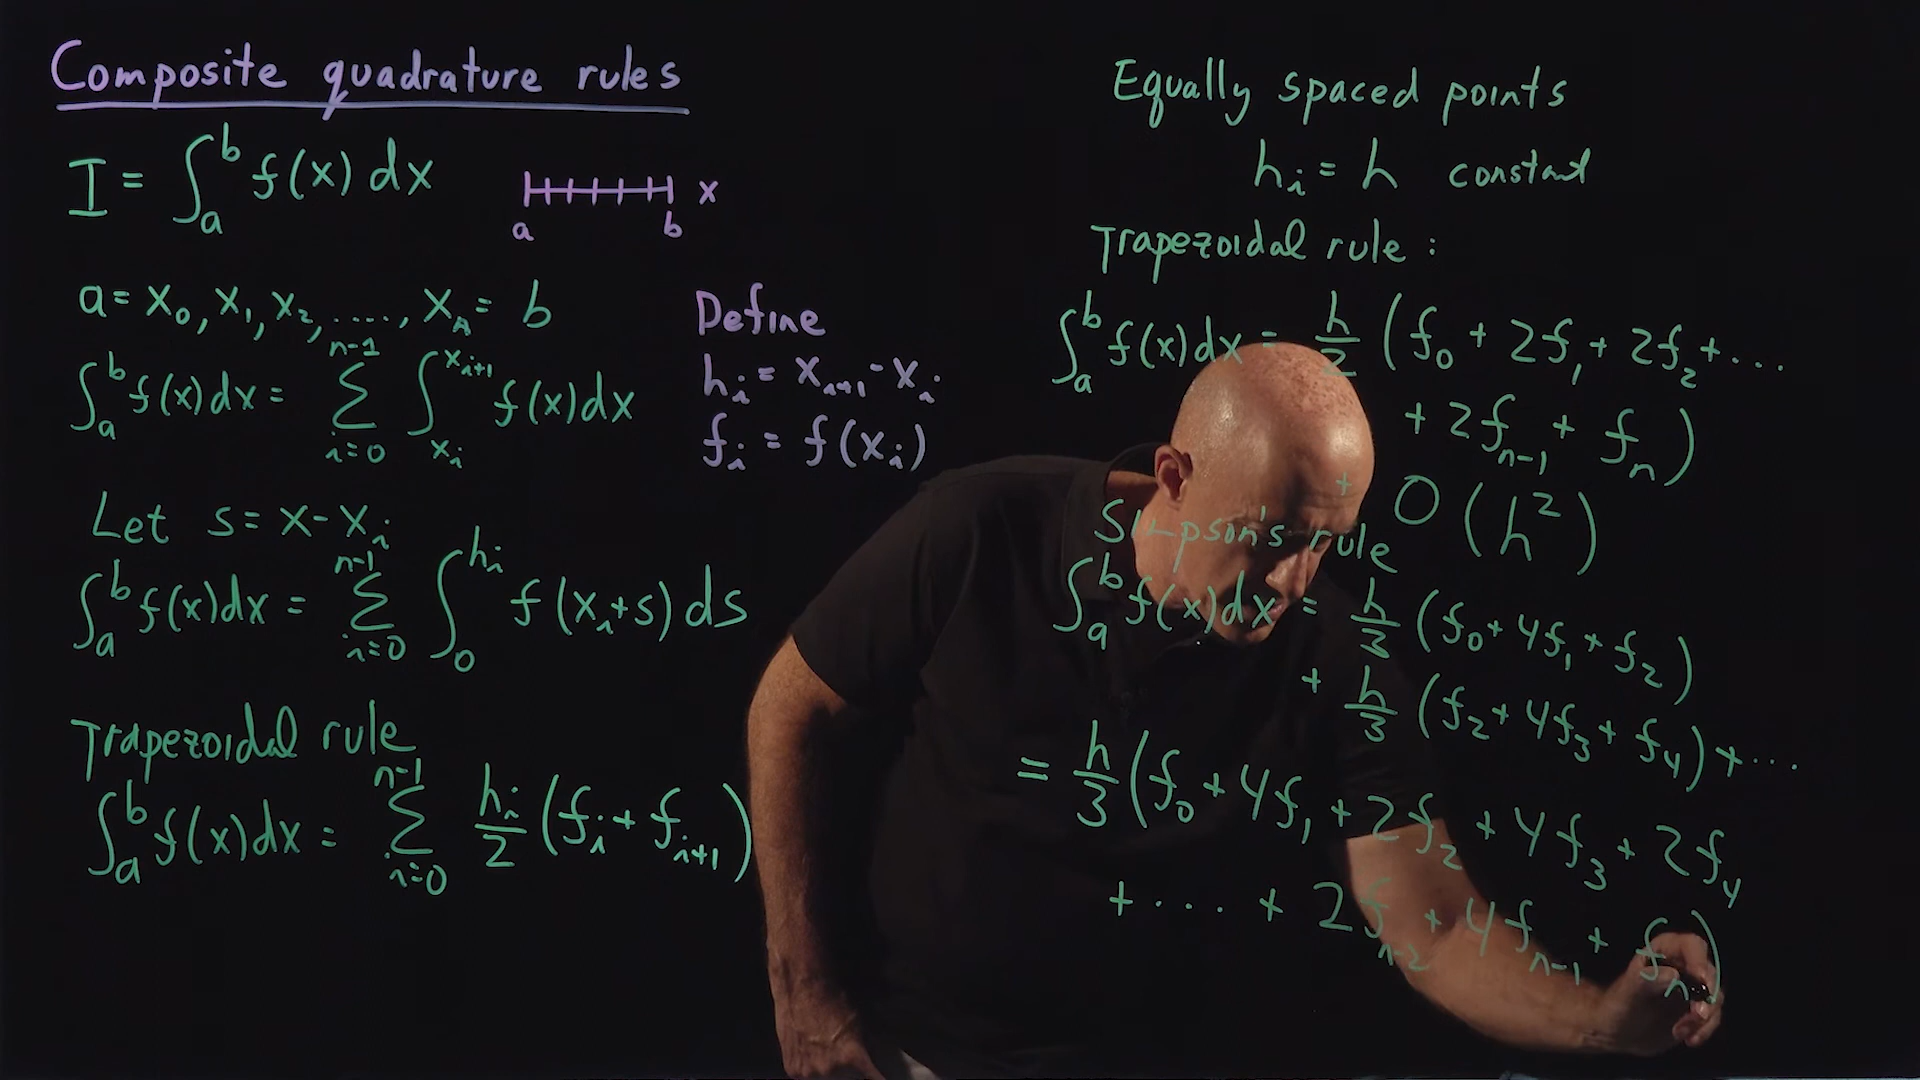 Composite quadrature rules
I = ∫_a^b f(x) dx
a b x
a = x_0, x_1, x_2, ....., x_n = b
∫_a^b f(x)dx = Σ_{i=0}^{n-1} ∫_{x_i}^{x_{i+1}} f(x)dx
Define
h_i = x_{i+1} - x_i
f_i = f(x_i)
Let s = x - x_i
∫_a^b f(x)dx = Σ_{i=0}^{n-1} ∫_0^{h_i} f(x_i+s) ds
Trapezoidal rule
∫_a^b f(x)dx = Σ_{i=0}^{n-1} h_i/2 (f_i + f_{i+1})
Equally spaced points
h_i = h constant
Trapezoidal rule :
∫_a^b f(x)dx = h/2 (f_0 + 2f_1 + 2f_2 + ...
+ 2f_{n-1} + f_n)
+ O(h^2)
Simpson's rule
∫_a^b f(x)dx = h/3 (f_0 + 4f_1 + f_2)
+ h/3 (f_2 + 4f_3 + f_4) + ...
= h/3 (f_0 + 4f_1 + 2f_2 + 4f_3 + 2f_4
+ .... + 2f_{n-2} + 4f_{n-1} + f_n)